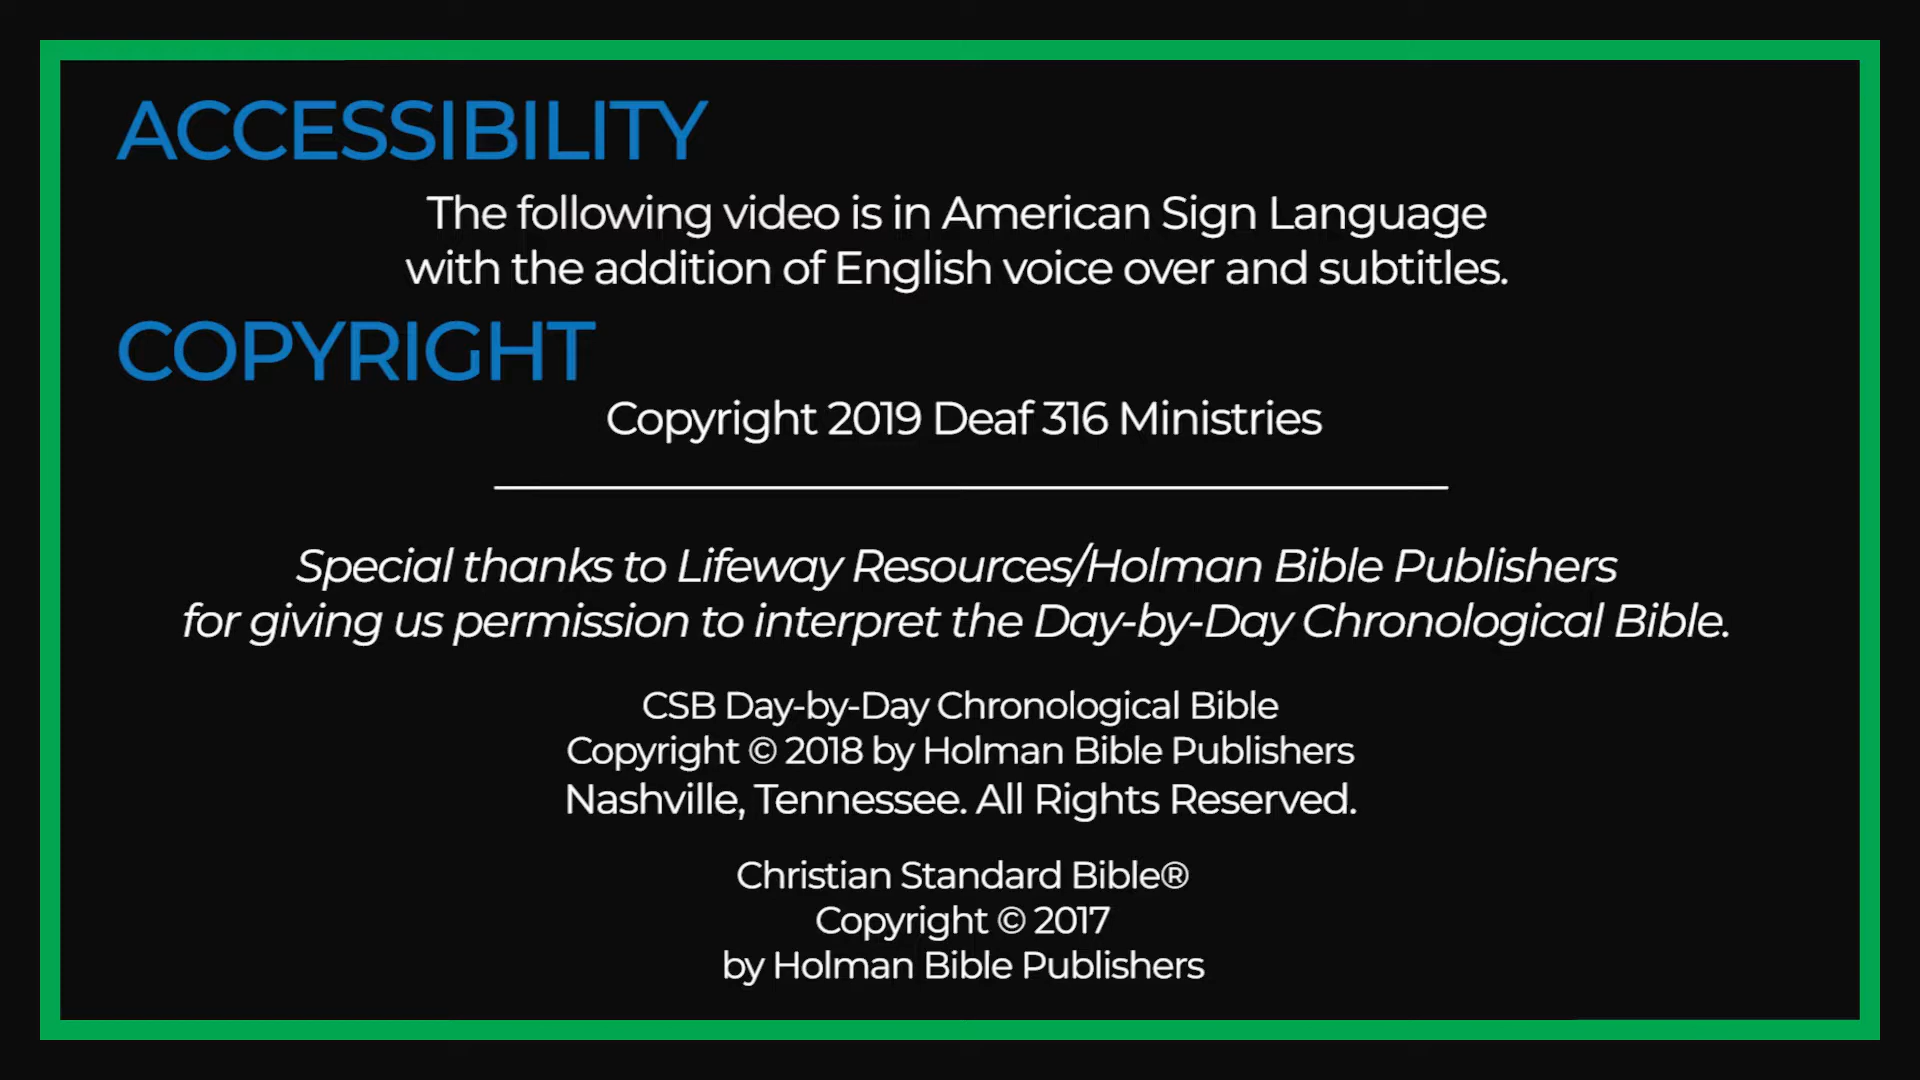 ACCESSIBILITY
The following video is in American Sign Language
with the addition of English voice over and subtitles.
COPYRIGHT
Copyright 2019 Deaf 316 Ministries
Special thanks to Lifeway Resources/Holman Bible Publishers
for giving us permission to interpret the Day-by-Day Chronological Bible.
CSB Day-by-Day Chronological Bible
Copyright © 2018 by Holman Bible Publishers
Nashville, Tennessee. All Rights Reserved.
Christian Standard Bible®
Copyright © 2017
by Holman Bible Publishers